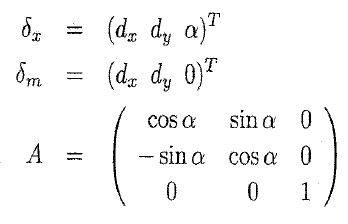 δ_x = (d_x d_y α)^T
δ_m = (d_x d_y 0)^T
A = ( cos α sin α 0
− sin α cos α 0
0 0 1 )